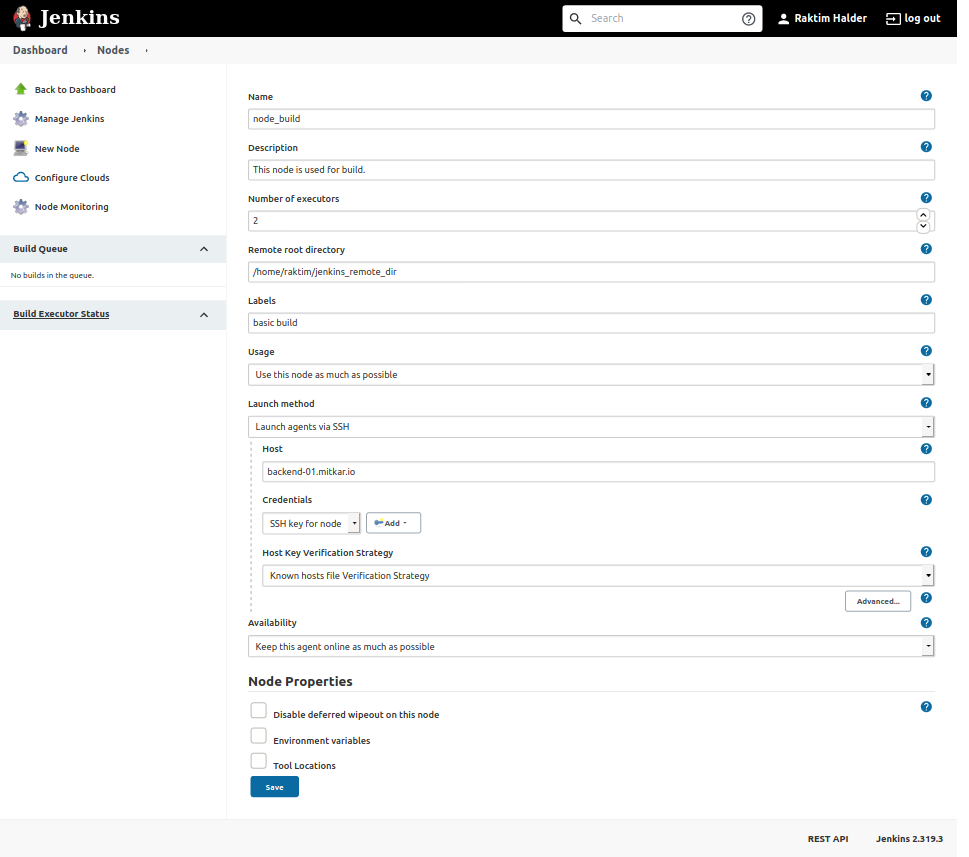 Jenkins
Search
Raktim Halder
log out
Dashboard
Nodes
Back to Dashboard
Manage Jenkins
New Node
Configure Clouds
Node Monitoring
Build Queue
No builds in the queue.
Build Executor Status
Name
node_build
Description
This node is used for build.
Number of executors
2
Remote root directory
/home/raktim/jenkins_remote_dir
Labels
basic build
Usage
Use this node as much as possible
Launch method
Launch agents via SSH
Host
backend-01.mitkar.io
Credentials
SSH key for node
Add
Host Key Verification Strategy
Known hosts file Verification Strategy
Advanced...
Availability
Keep this agent online as much as possible
Node Properties
Disable deferred wipeout on this node
Environment variables
Tool Locations
Save
REST API
Jenkins 2.319.3